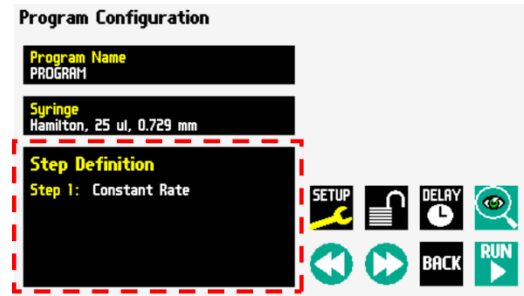 Program Configuration
Program Name
PROGRAM
Syringe
Hamilton, 25 ul, 0.729 mm
Step Definition
Step 1: Constant Rate
SETUP
DELAY
BACK
RUN